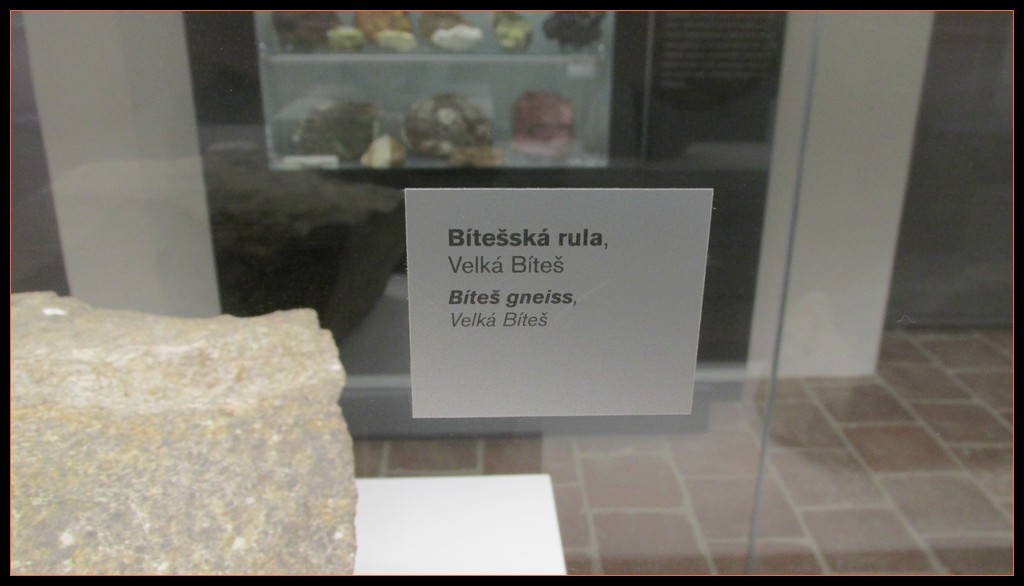 Bítešská rula,
Velká Bíteš
Bíteš gneiss,
Velká Bíteš